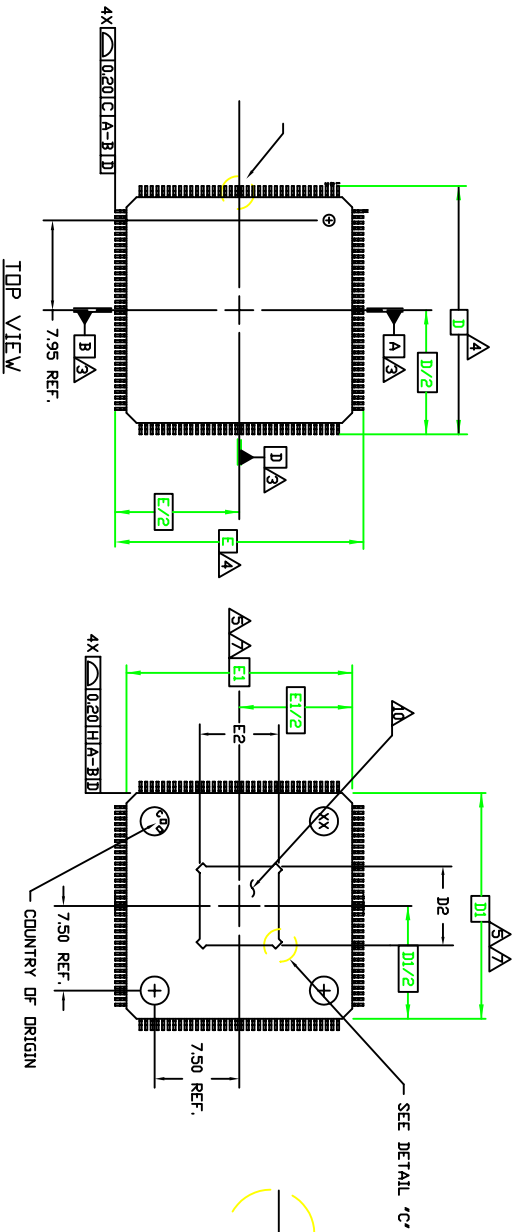 D
4
D/2
A
3
B
3
7.95 REF.
TOP VIEW
4X ⌓ 0.20 C A-B D
D
3
E/2
E
4
D1
5 7
D1/2
D2
E1
5 7
E1/2
E2
10
XX
4X ⌓ 0.20 H A-B D
COUNTRY OF ORIGIN
7.50 REF.
7.50 REF.
SEE DETAIL "C"